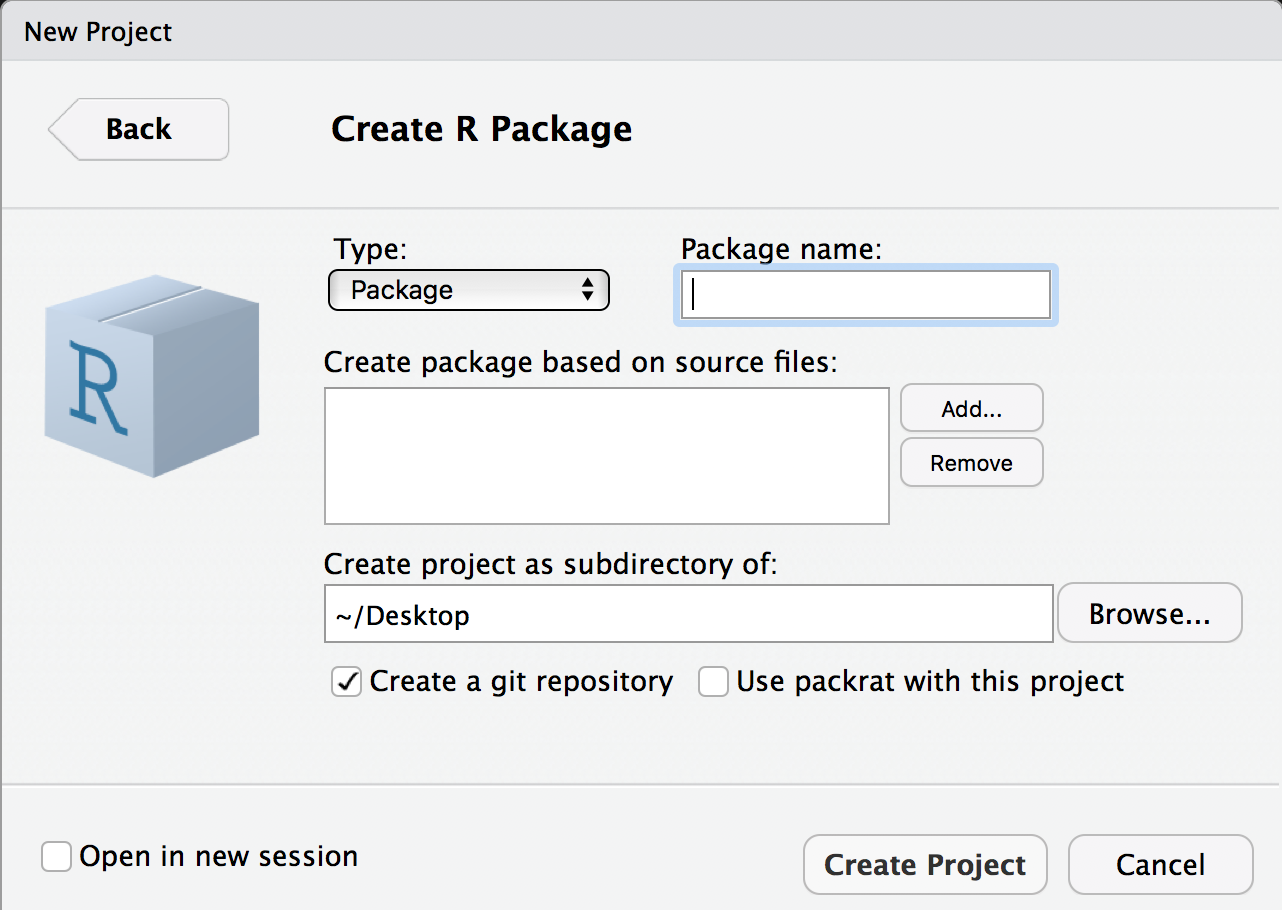 New Project
Back
Create R Package
Type:
Package name:
Package
R
Create package based on source files:
Add...
Remove
Create project as subdirectory of:
~/Desktop
Browse...
Create a git repository
Use packrat with this project
Open in new session
Create Project
Cancel